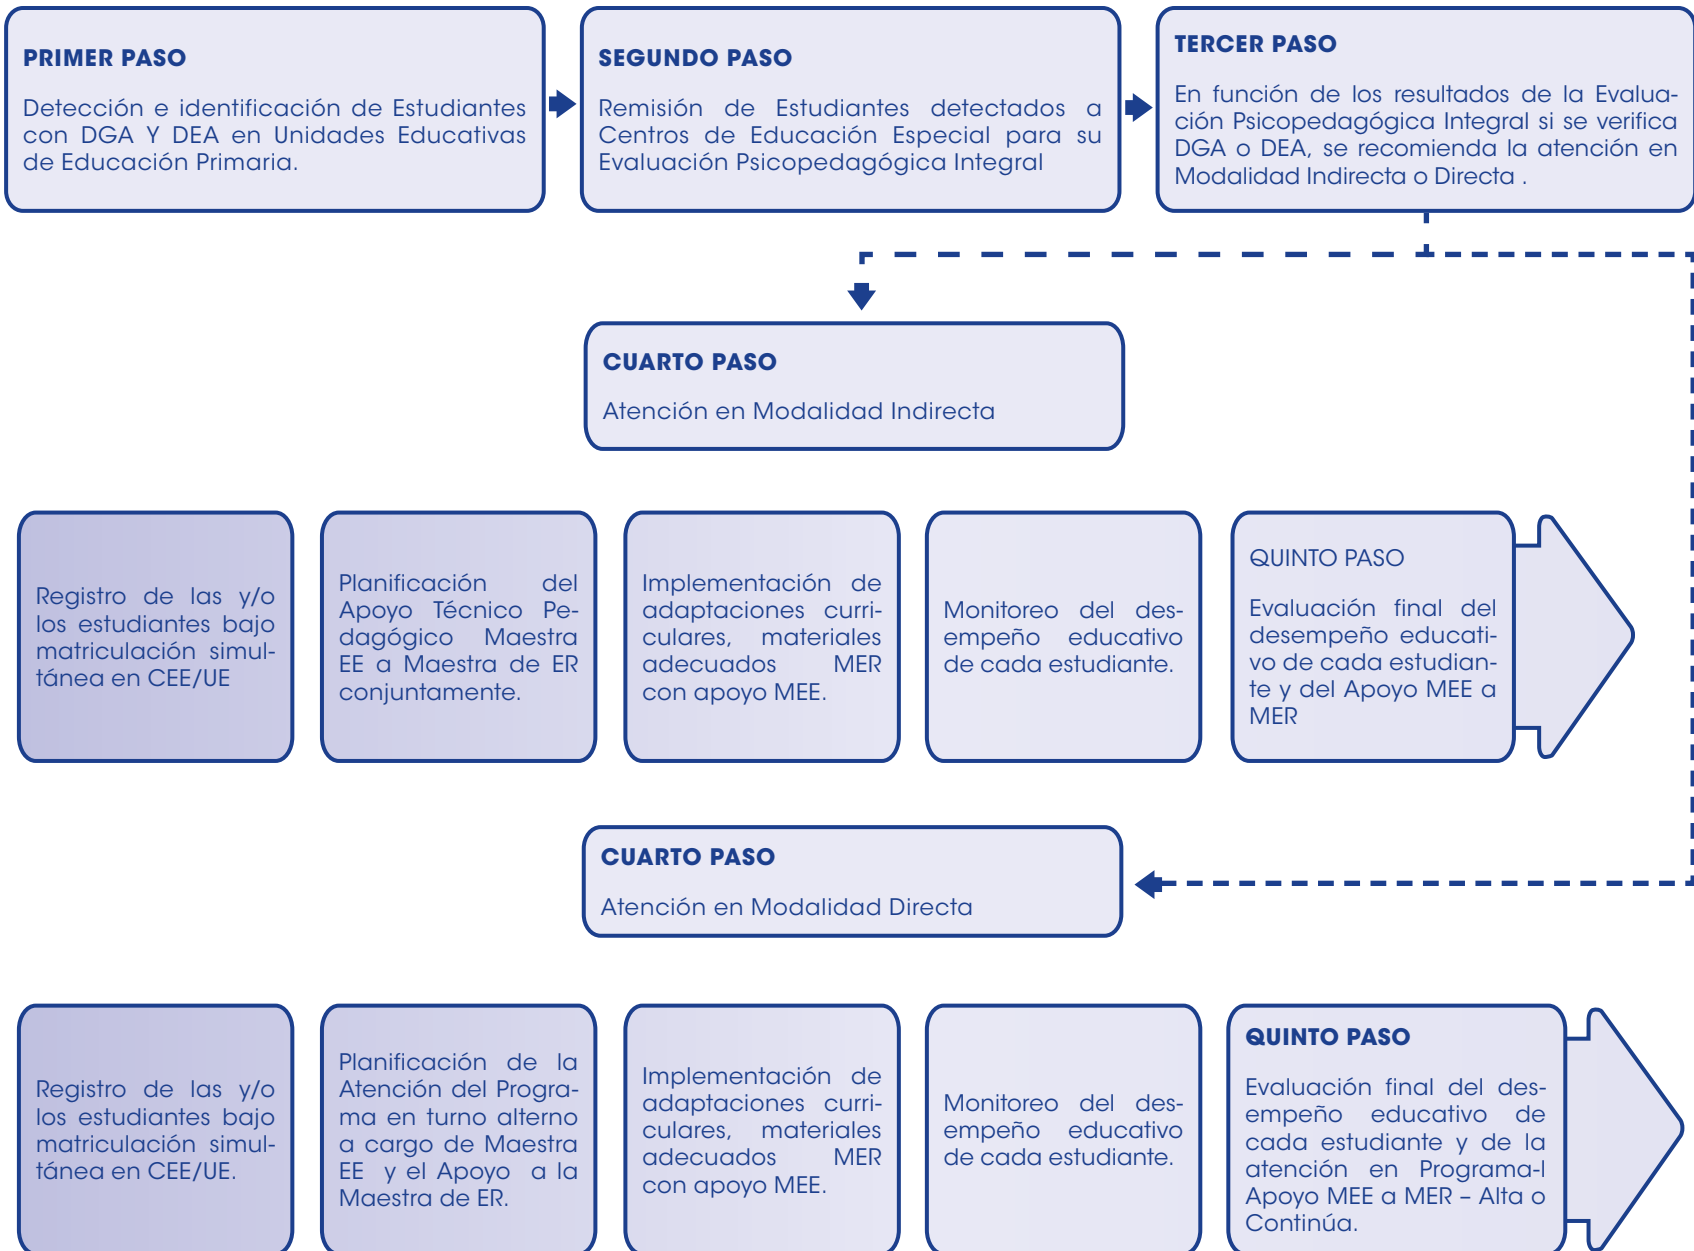 PRIMER PASO
Detección e identificación de Estudiantes
con DGA Y DEA en Unidades Educativas
de Educación Primaria.
SEGUNDO PASO
Remisión de Estudiantes detectados a
Centros de Educación Especial para su
Evaluación Psicopedagógica Integral
TERCER PASO
En función de los resultados de la Evalua-
ción Psicopedagógica Integral si se verifica
DGA o DEA, se recomienda la atención en
Modalidad Indirecta o Directa .
CUARTO PASO
Atención en Modalidad Indirecta
Registro de las y/o
los estudiantes bajo
matriculación simul-
tánea en CEE/UE
Planificación del
Apoyo Técnico Pe-
dagógico Maestra
EE a Maestra de ER
conjuntamente.
Implementación de
adaptaciones curri-
culares, materiales
adecuados MER
con apoyo MEE.
Monitoreo del des-
empeño educativo
de cada estudiante.
QUINTO PASO
Evaluación final del
desempeño educati-
vo de cada estudian-
te y del Apoyo MEE a
MER
CUARTO PASO
Atención en Modalidad Directa
Registro de las y/o
los estudiantes bajo
matriculación simul-
tánea en CEE/UE.
Planificación de la
Atención del Progra-
ma en turno alterno
a cargo de Maestra
EE y el Apoyo a la
Maestra de ER.
Implementación de
adaptaciones curri-
culares, materiales
adecuados MER
con apoyo MEE.
Monitoreo del des-
empeño educativo
de cada estudiante.
QUINTO PASO
Evaluación final del des-
empeño educativo de
cada estudiante y de la
atención en Programa-l
Apoyo MEE a MER – Alta o
Continúa.